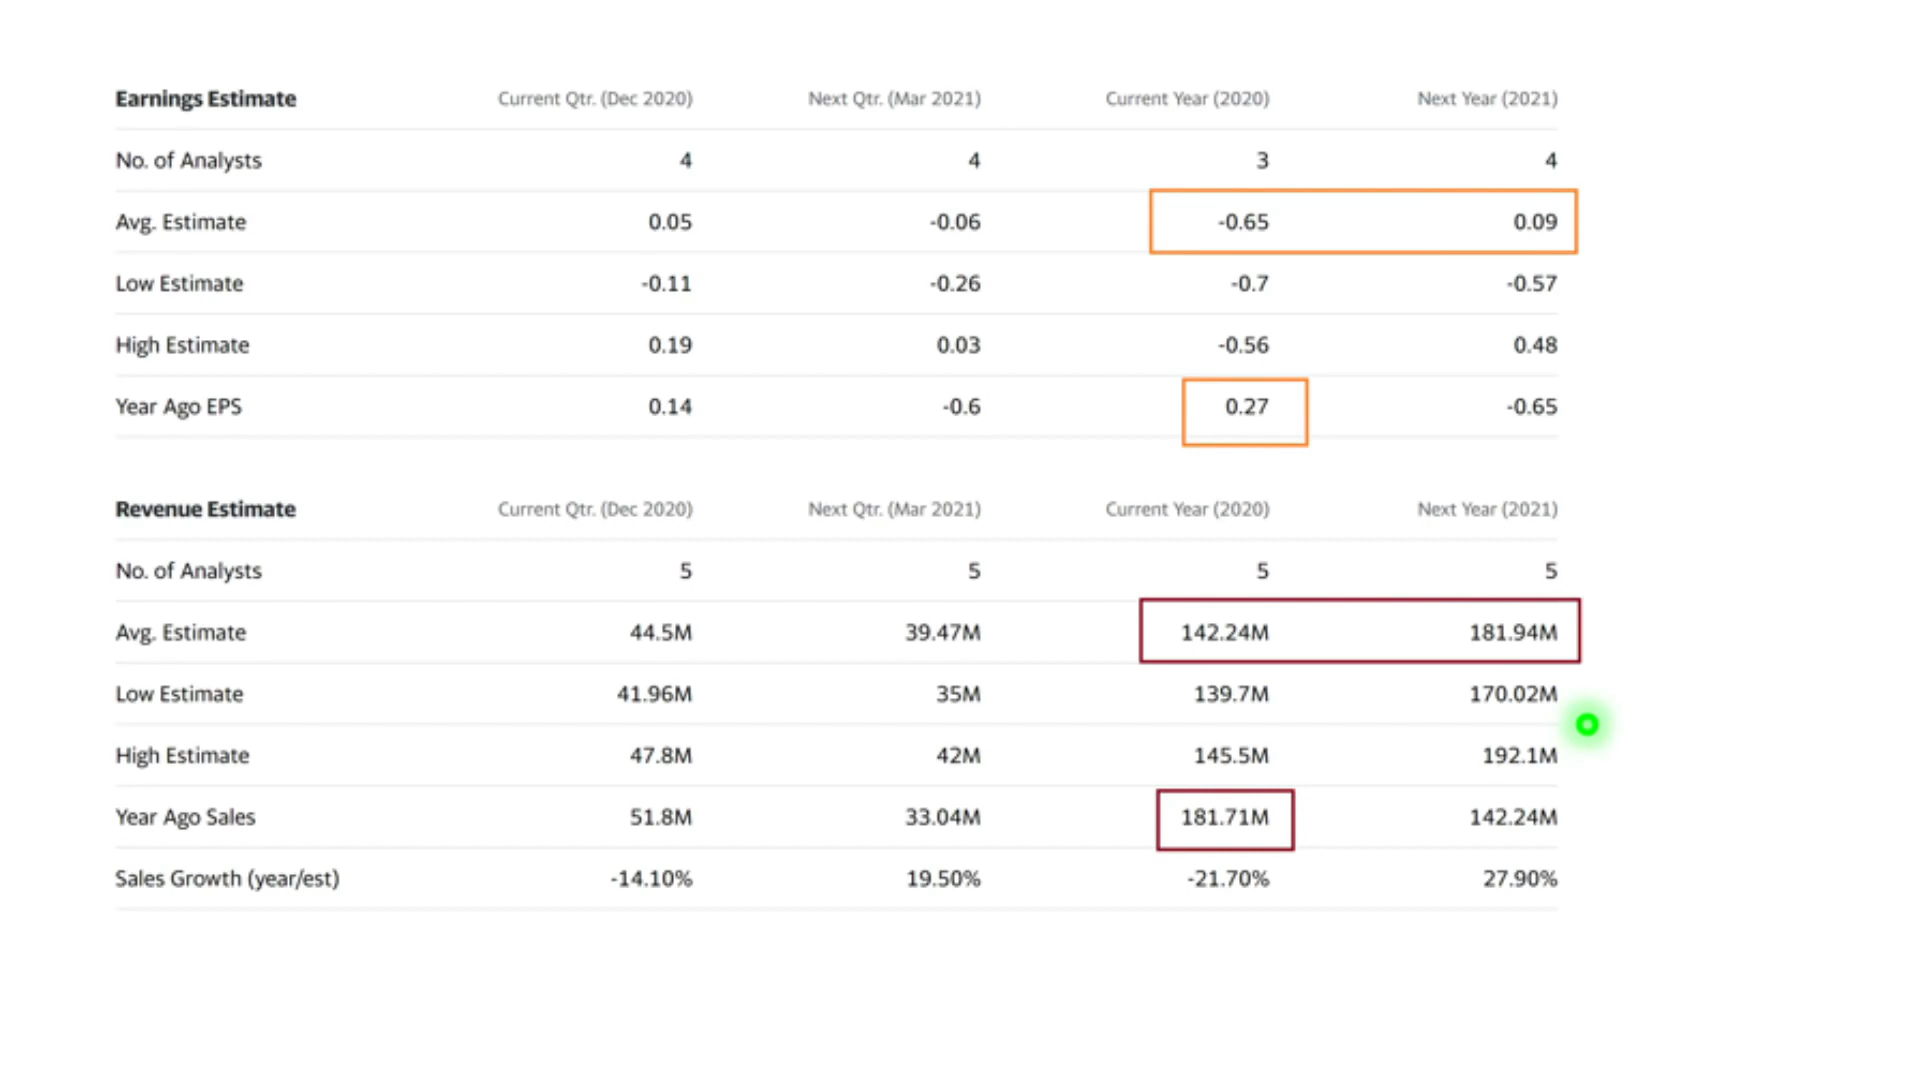 Earnings Estimate Current Qtr. (Dec 2020) Next Qtr. (Mar 2021) Current Year (2020) Next Year (2021)
No. of Analysts 4 4 3 4
Avg. Estimate 0.05 -0.06 -0.65 0.09
Low Estimate -0.11 -0.26 -0.7 -0.57
High Estimate 0.19 0.03 -0.56 0.48
Year Ago EPS 0.14 -0.6 0.27 -0.65
Revenue Estimate Current Qtr. (Dec 2020) Next Qtr. (Mar 2021) Current Year (2020) Next Year (2021)
No. of Analysts 5 5 5 5
Avg. Estimate 44.5M 39.47M 142.24M 181.94M
Low Estimate 41.96M 35M 139.7M 170.02M
High Estimate 47.8M 42M 145.5M 192.1M
Year Ago Sales 51.8M 33.04M 181.71M 142.24M
Sales Growth (year/est) -14.10% 19.50% -21.70% 27.90%